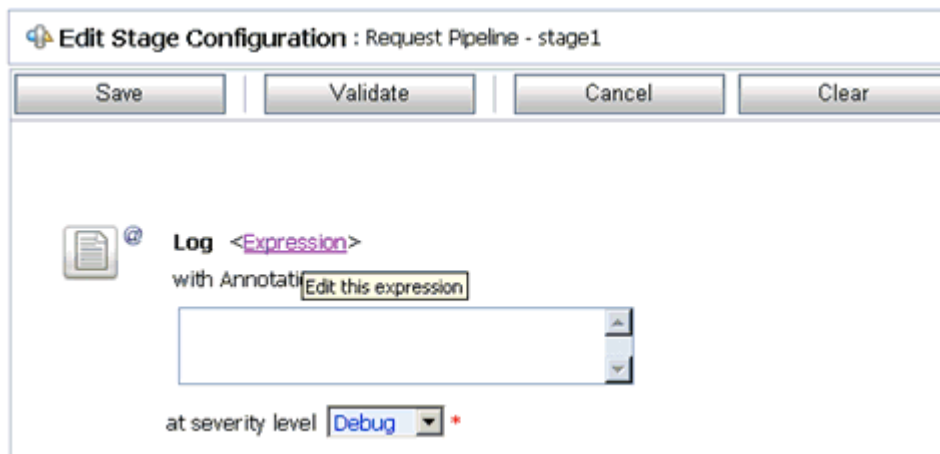 Edit Stage Configuration : Request Pipeline - stage1
Save Validate Cancel Clear
@ Log <Expression>
with Annotati
Edit this expression
at severity level Debug *